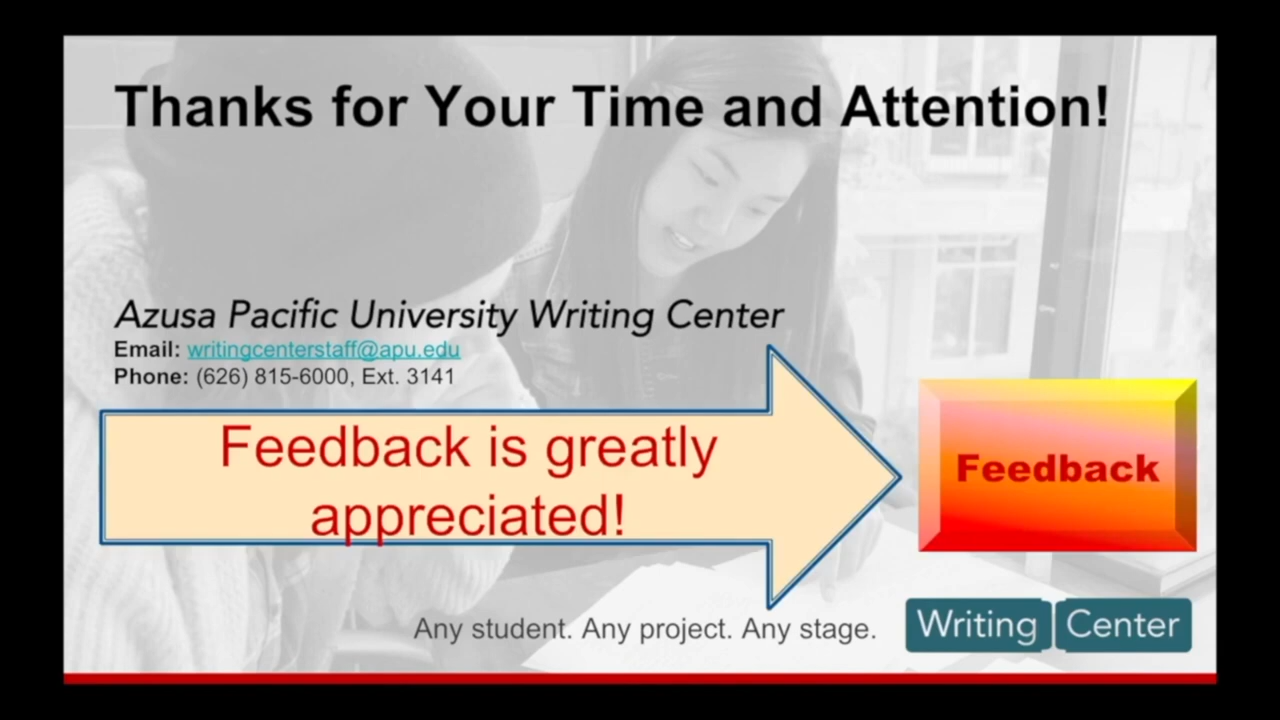 Thanks for Your Time and Attention!
Azusa Pacific University Writing Center
Email: writingcenterstaff@apu.edu
Phone: (626) 815-6000, Ext. 3141
Feedback is greatly
appreciated!
Feedback
Any student. Any project. Any stage.
Writing Center